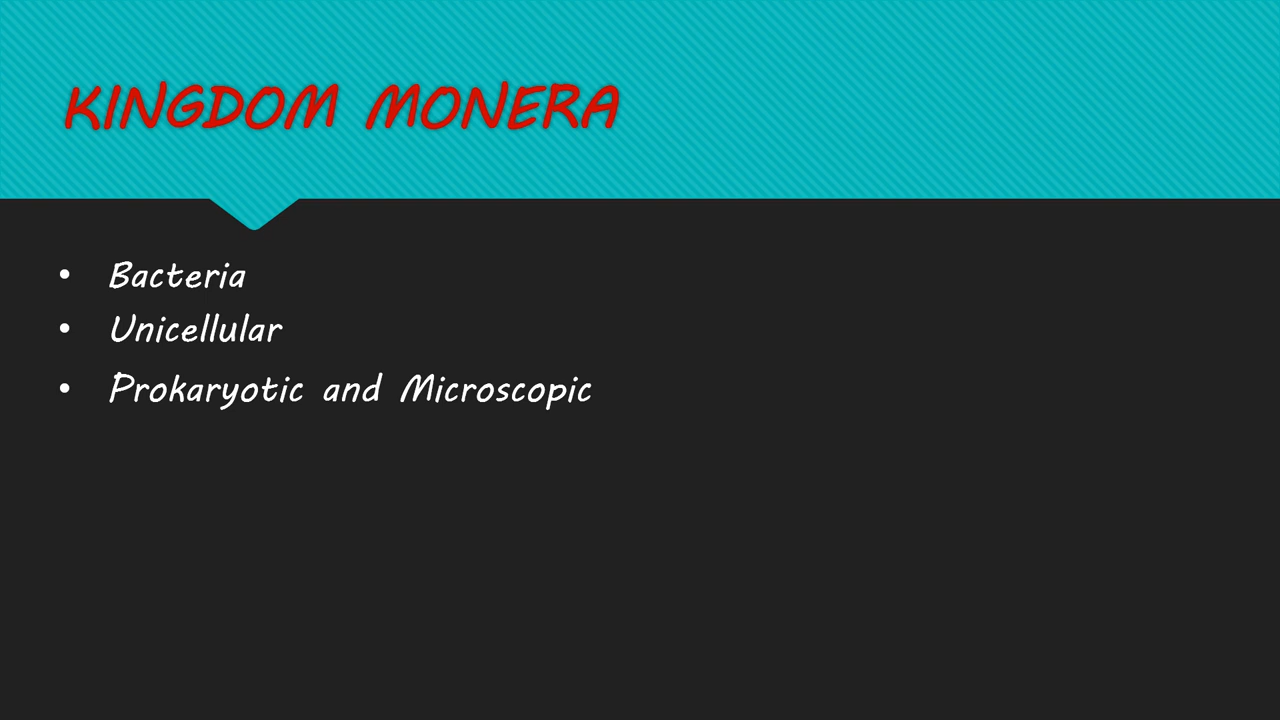 KINGDOM MONERA
• Bacteria
• Unicellular
• Prokaryotic and Microscopic